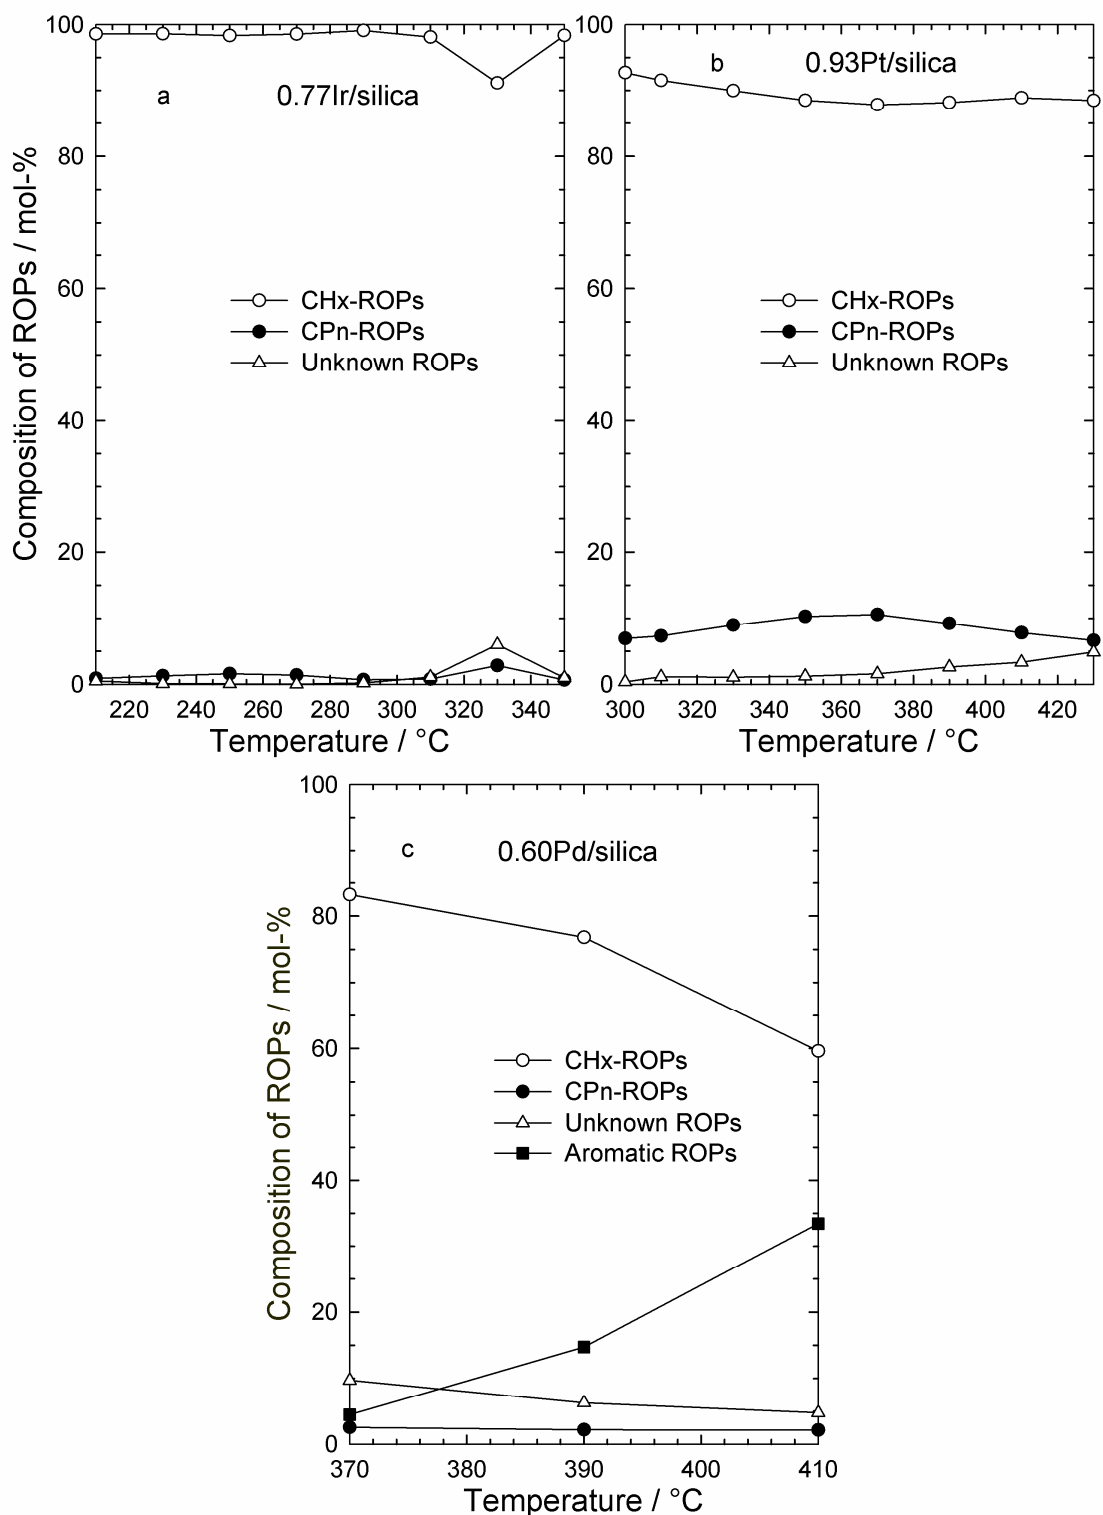 100
80
60
40
20
0
Composition of ROPs / mol-%
a
0.77Ir/silica
CHx-ROPs
CPn-ROPs
Unknown ROPs
220 240 260 280 300 320 340
Temperature / °C
100
80
60
40
20
0
b
0.93Pt/silica
CHx-ROPs
CPn-ROPs
Unknown ROPs
300 320 340 360 380 400 420
Temperature / °C
100
80
60
40
20
0
Composition of ROPs / mol-%
c
0.60Pd/silica
CHx-ROPs
CPn-ROPs
Unknown ROPs
Aromatic ROPs
370 380 390 400 410
Temperature / °C